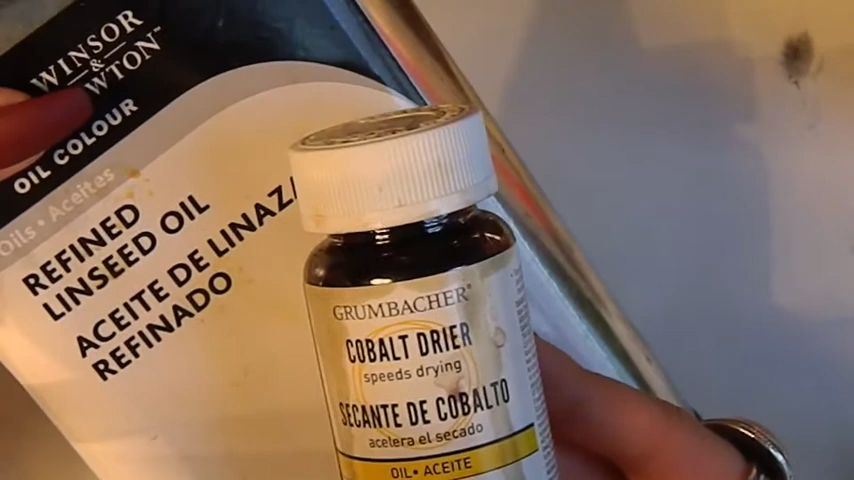 WINSOR
&
WTON™
OIL COLOUR
Oils • Aceites
REFINED
LINSEED OIL
ACEITE DE LINAZ
REFINADO
GRUMBACHER®
COBALT DRIER
speeds drying
SECANTE DE COBALTO
acelera el secado
OIL • ACEITE